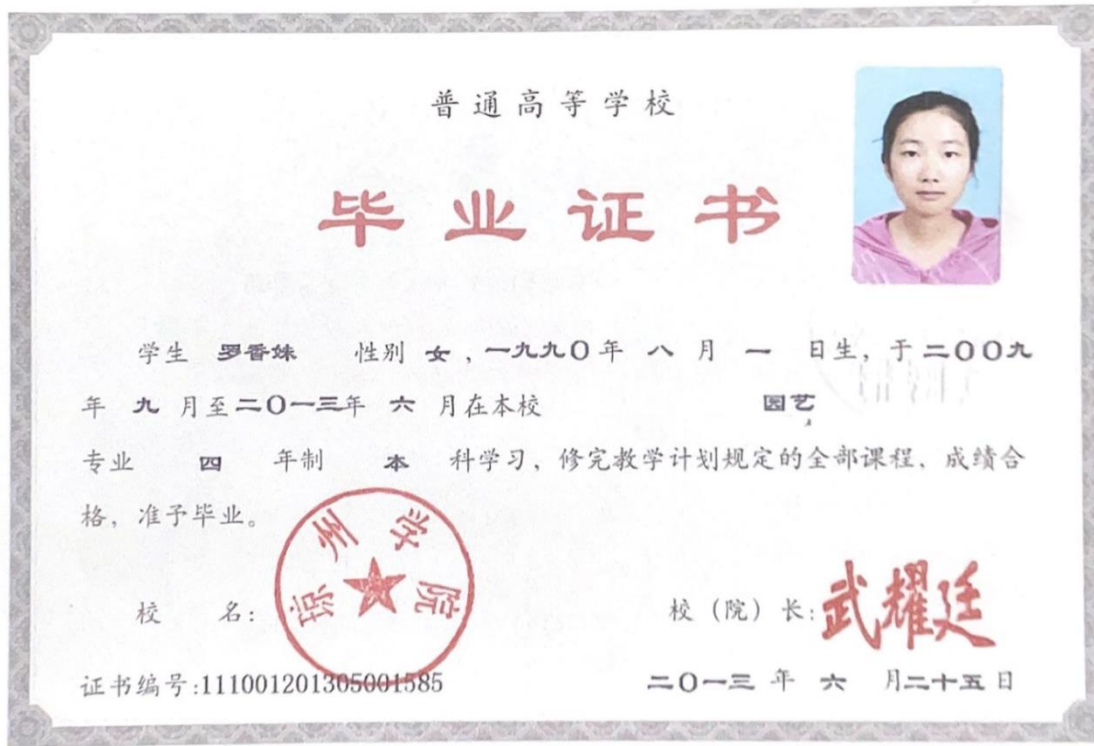 普通高等学校
毕业证书
学生 罗香妹 性别 女，一九九〇年 八 月 一 日生，于二〇〇九
年 九 月至二〇一三年 六 月在本校 园艺
专业 四 年制 本 科学习，修完教学计划规定的全部课程，成绩合
格，准予毕业。
州学院
校 名： 校（院）长：武耀廷
证书编号:111001201305001585 二〇一三 年 六 月二十五日